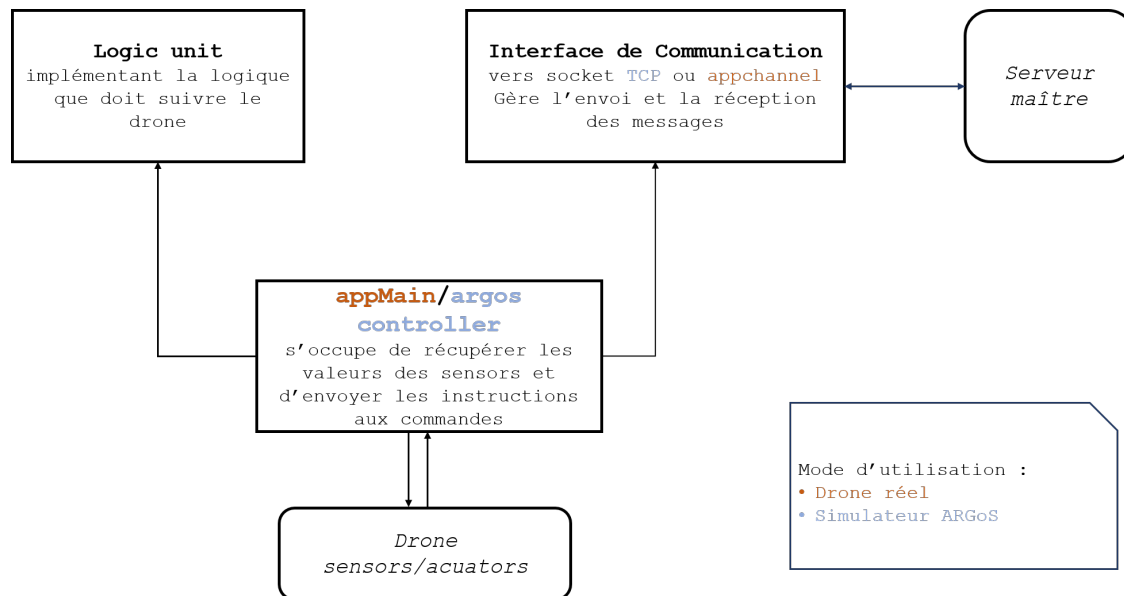 Logic unit
implémentant la logique
que doit suivre le
drone
Interface de Communication
vers socket TCP ou appchannel
Gère l’envoi et la réception
des messages
Serveur
maître
appMain/argos
controller
s’occupe de récupérer les
valeurs des sensors et
d’envoyer les instructions
aux commandes
Drone
sensors/acuators
Mode d’utilisation :
• Drone réel
• Simulateur ARGoS